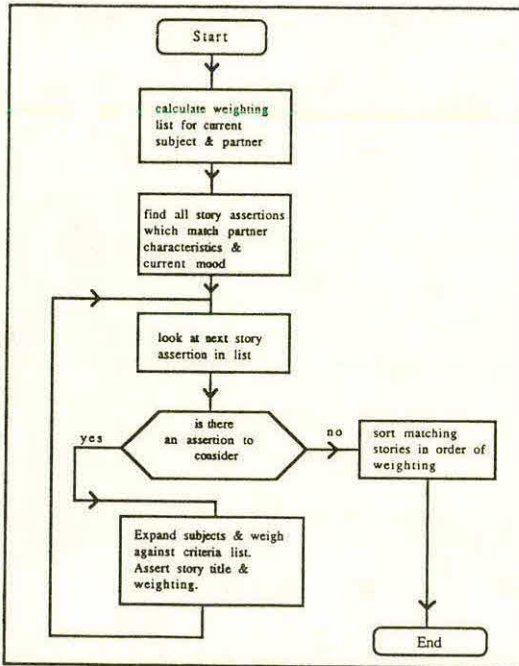 Start
calculate weighting
list for current
subject & partner
find all story assertions
which match partner
characteristics &
current mood
look at next story
assertion in list
is there
an assertion to
consider
yes
no
sort matching
stories in order of
weighting
Expand subjects & weigh
against criteria list.
Assert story title &
weighting.
End